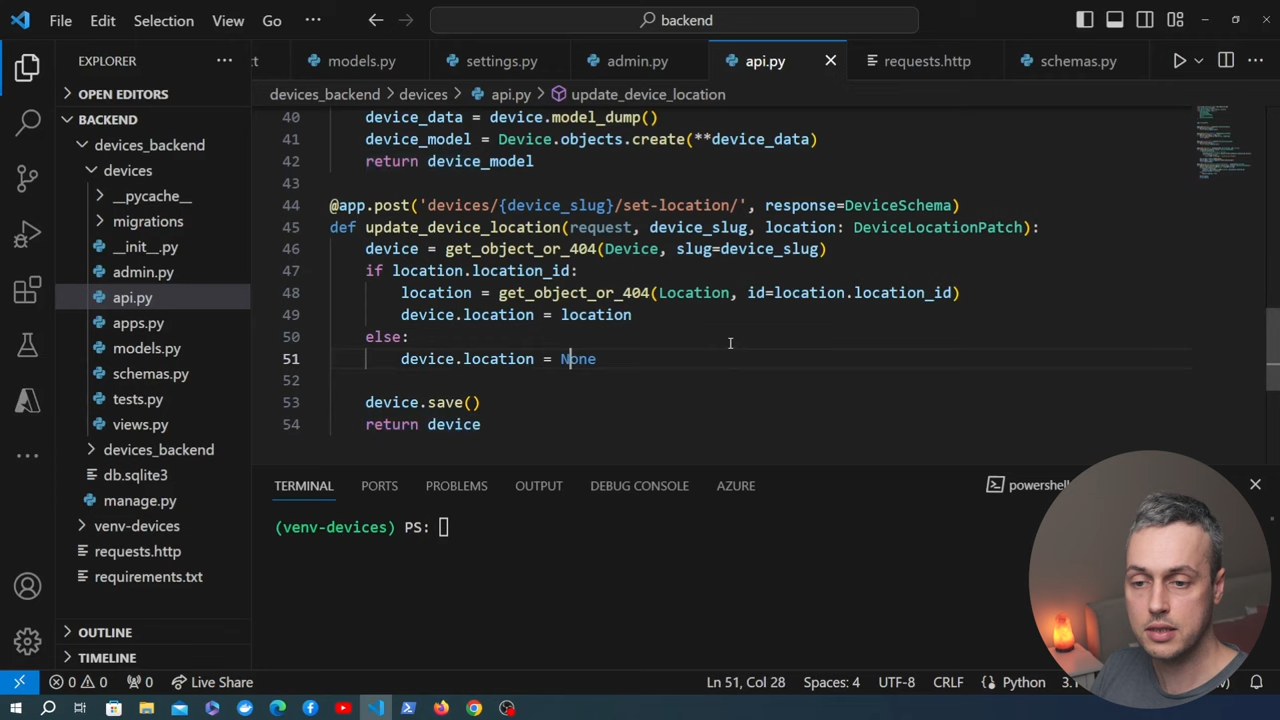 File Edit Selection View Go ··· backend
models.py settings.py admin.py api.py requests.http schemas.py
EXPLORER
devices_backend > devices > api.py > update_device_location
OPEN EDITORS
BACKEND
devices_backend
devices
__pycache__
migrations
__init__.py
admin.py
api.py
apps.py
models.py
schemas.py
tests.py
views.py
devices_backend
db.sqlite3
manage.py
venv-devices
requests.http
requirements.txt
OUTLINE
TIMELINE
40 device_data = device.model_dump()
41 device_model = Device.objects.create(**device_data)
42 return device_model
43
44 @app.post('devices/{device_slug}/set-location/', response=DeviceSchema)
45 def update_device_location(request, device_slug, location: DeviceLocationPatch):
46 device = get_object_or_404(Device, slug=device_slug)
47 if location.location_id:
48 location = get_object_or_404(Location, id=location.location_id)
49 device.location = location
50 else:
51 device.location = None
52
53 device.save()
54 return device
TERMINAL PORTS PROBLEMS OUTPUT DEBUG CONSOLE AZURE
(venv-devices) PS:
0 0 0 Live Share Ln 51, Col 28 Spaces: 4 UTF-8 CRLF Python